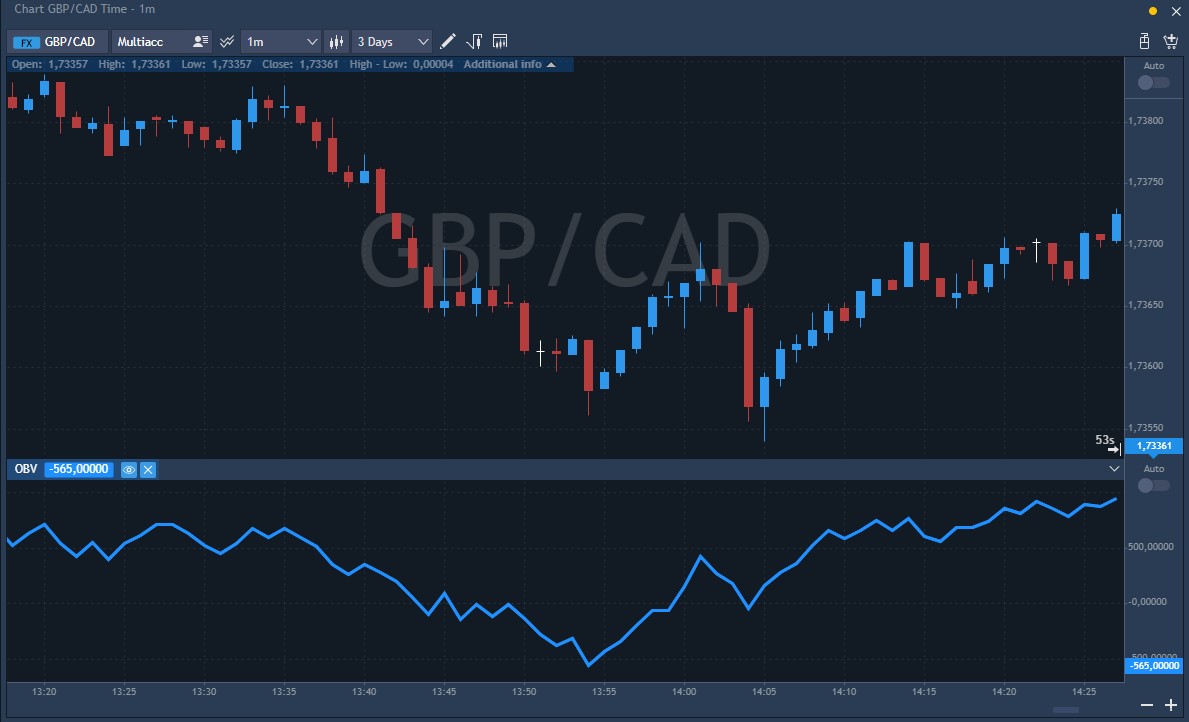 Chart GBP/CAD Time - 1m
FX GBP/CAD Multiacc 1m 3 Days
Open: 1,73357 High: 1,73361 Low: 1,73357 Close: 1,73361 High - Low: 0,00004 Additional info
Auto
1,73800
1,73750
GBP/CAD
1,73700
1,73650
1,73600
1,73550
53s
1,73361
OBV -565,00000
Auto
500,00000
-0,00000
-500,00000
-565,00000
13:20 13:25 13:30 13:35 13:40 13:45 13:50 13:55 14:00 14:05 14:10 14:15 14:20 14:25